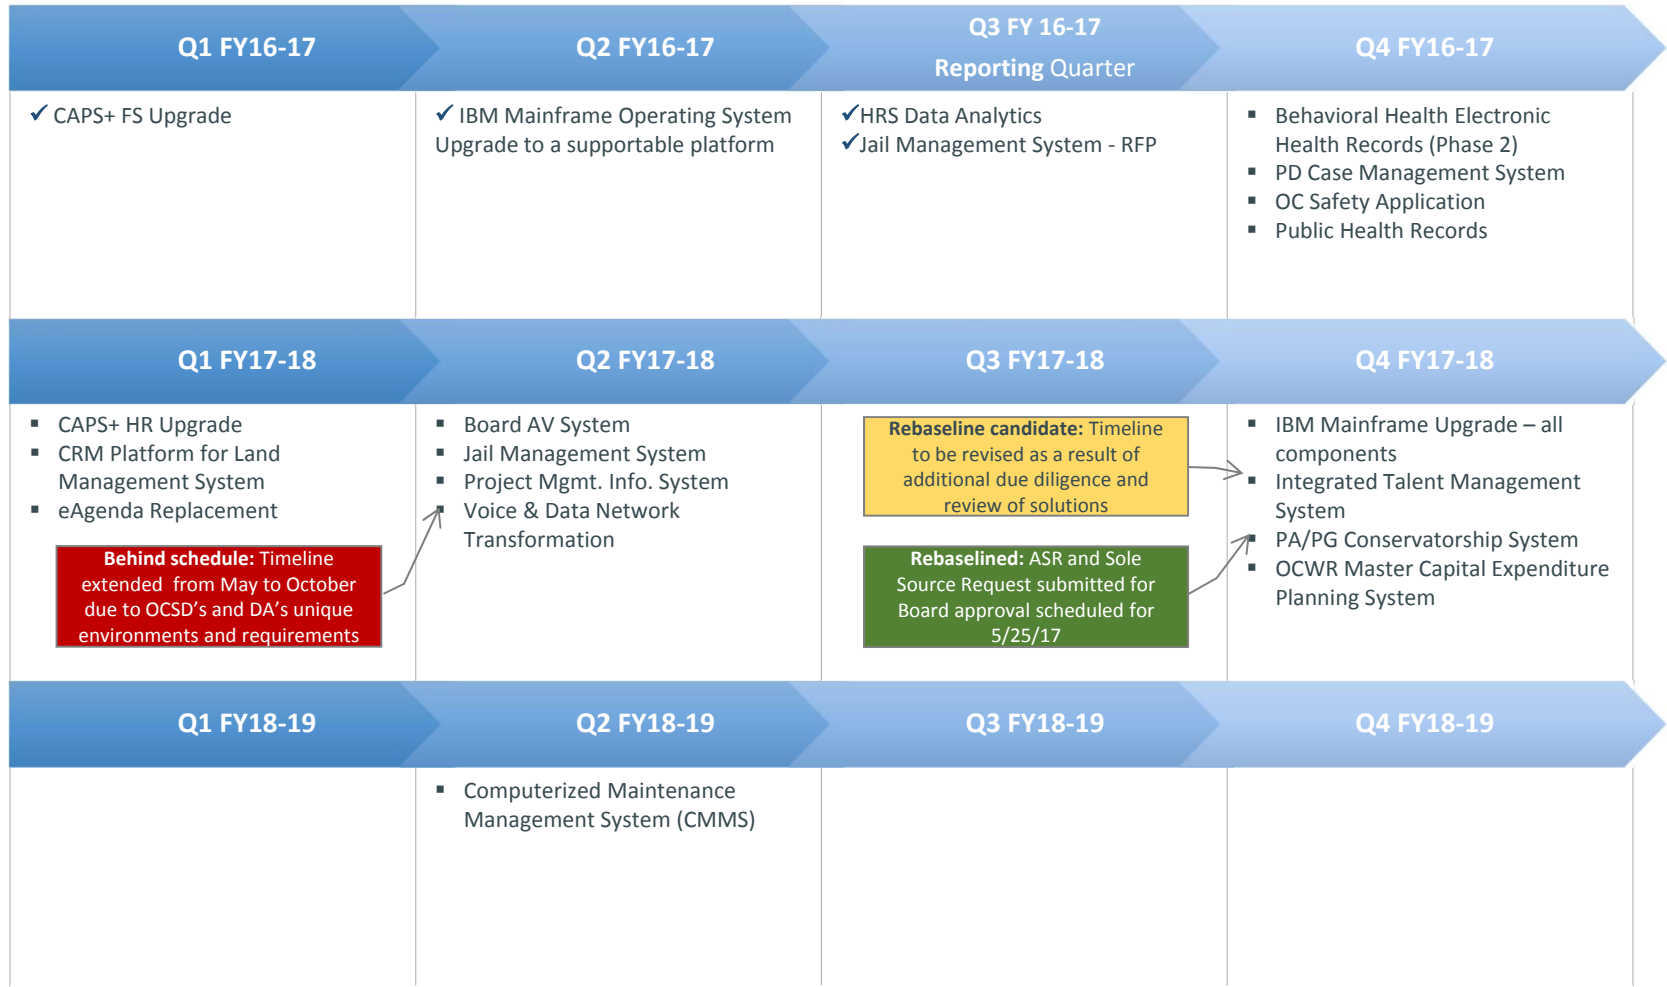 Q1 FY16-17
Q2 FY16-17
Q3 FY 16-17
Reporting Quarter
Q4 FY16-17
✓ CAPS+ FS Upgrade
✓ IBM Mainframe Operating System
Upgrade to a supportable platform
✓HRS Data Analytics
✓Jail Management System - RFP
▪ Behavioral Health Electronic
Health Records (Phase 2)
▪ PD Case Management System
▪ OC Safety Application
▪ Public Health Records
Q1 FY17-18
Q2 FY17-18
Q3 FY17-18
Q4 FY17-18
▪ CAPS+ HR Upgrade
▪ CRM Platform for Land
Management System
▪ eAgenda Replacement
Behind schedule: Timeline
extended from May to October
due to OCSD's and DA's unique
environments and requirements
▪ Board AV System
▪ Jail Management System
▪ Project Mgmt. Info. System
▪ Voice & Data Network
Transformation
Rebaseline candidate: Timeline
to be revised as a result of
additional due diligence and
review of solutions
Rebaselined: ASR and Sole
Source Request submitted for
Board approval scheduled for
5/25/17
▪ IBM Mainframe Upgrade – all
components
▪ Integrated Talent Management
System
▪ PA/PG Conservatorship System
▪ OCWR Master Capital Expenditure
Planning System
Q1 FY18-19
Q2 FY18-19
Q3 FY18-19
Q4 FY18-19
▪ Computerized Maintenance
Management System (CMMS)